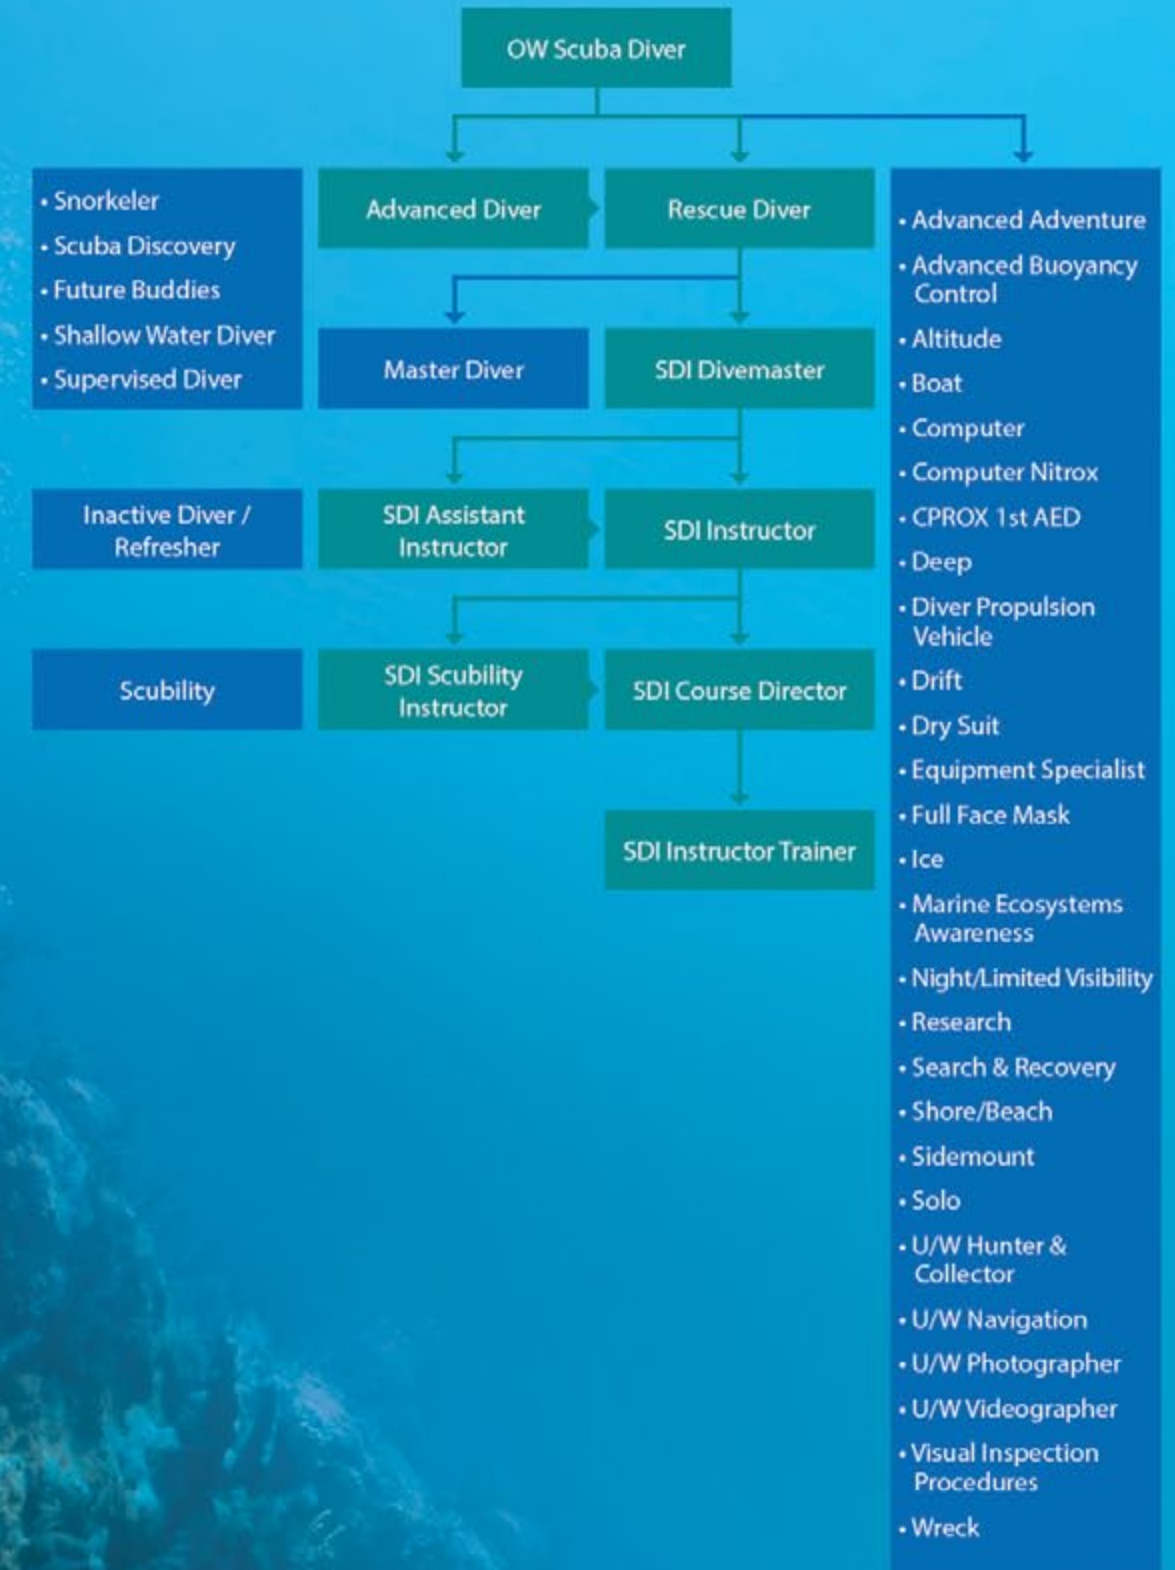 OW Scuba Diver
• Snorkeler
• Scuba Discovery
• Future Buddies
• Shallow Water Diver
• Supervised Diver
Advanced Diver
Rescue Diver
Master Diver
SDI Divemaster
Inactive Diver /
Refresher
SDI Assistant
Instructor
SDI Instructor
Scubility
SDI Scubility
Instructor
SDI Course Director
SDI Instructor Trainer
• Advanced Adventure
• Advanced Buoyancy
Control
• Altitude
• Boat
• Computer
• Computer Nitrox
• CPROX 1st AED
• Deep
• Diver Propulsion
Vehicle
• Drift
• Dry Suit
• Equipment Specialist
• Full Face Mask
• Ice
• Marine Ecosystems
Awareness
• Night/Limited Visibility
• Research
• Search & Recovery
• Shore/Beach
• Sidemount
• Solo
• U/W Hunter &
Collector
• U/W Navigation
• U/W Photographer
• U/W Videographer
• Visual Inspection
Procedures
• Wreck